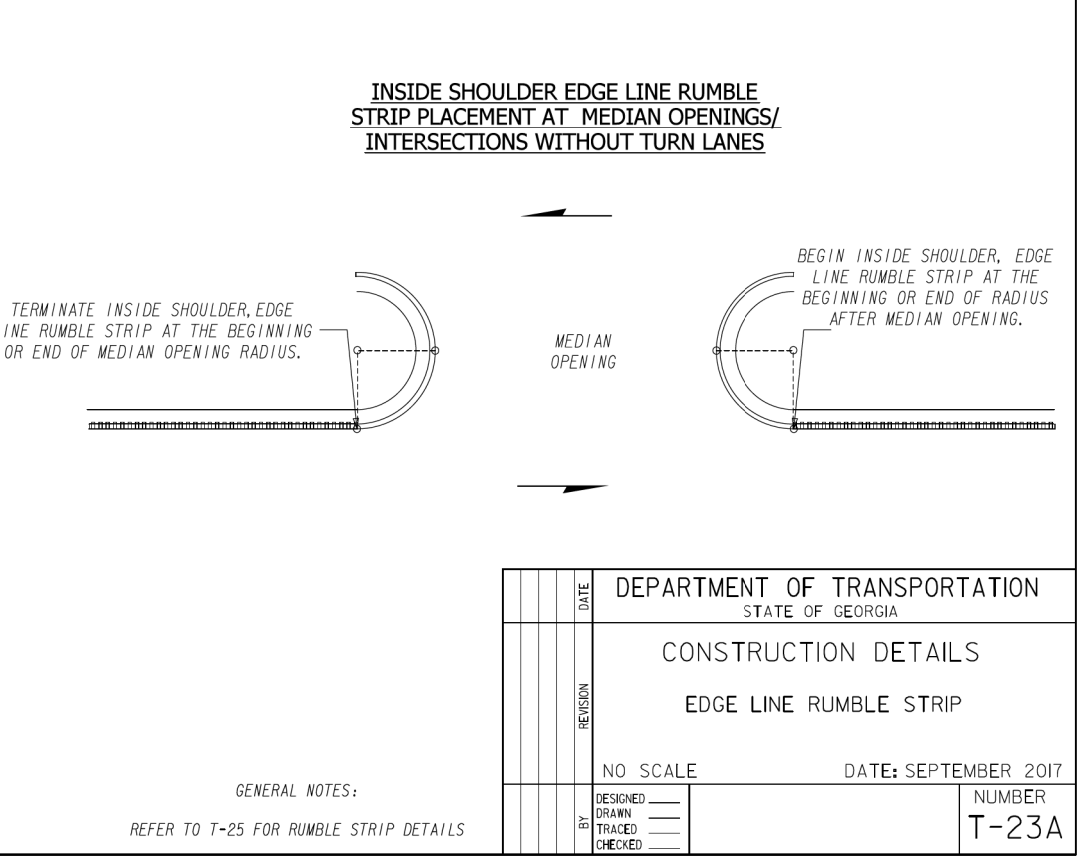 INSIDE SHOULDER EDGE LINE RUMBLE
STRIP PLACEMENT AT MEDIAN OPENINGS/
INTERSECTIONS WITHOUT TURN LANES
TERMINATE INSIDE SHOULDER, EDGE
INE RUMBLE STRIP AT THE BEGINNING
OR END OF MEDIAN OPENING RADIUS.
MEDIAN
OPENING
BEGIN INSIDE SHOULDER, EDGE
LINE RUMBLE STRIP AT THE
BEGINNING OR END OF RADIUS
AFTER MEDIAN OPENING.
GENERAL NOTES:
REFER TO T-25 FOR RUMBLE STRIP DETAILS
DATE
REVISION
BY
DEPARTMENT OF TRANSPORTATION
STATE OF GEORGIA
CONSTRUCTION DETAILS
EDGE LINE RUMBLE STRIP
NO SCALE
DATE: SEPTEMBER 2017
DESIGNED
DRAWN
TRACED
CHECKED
NUMBER
T-23A